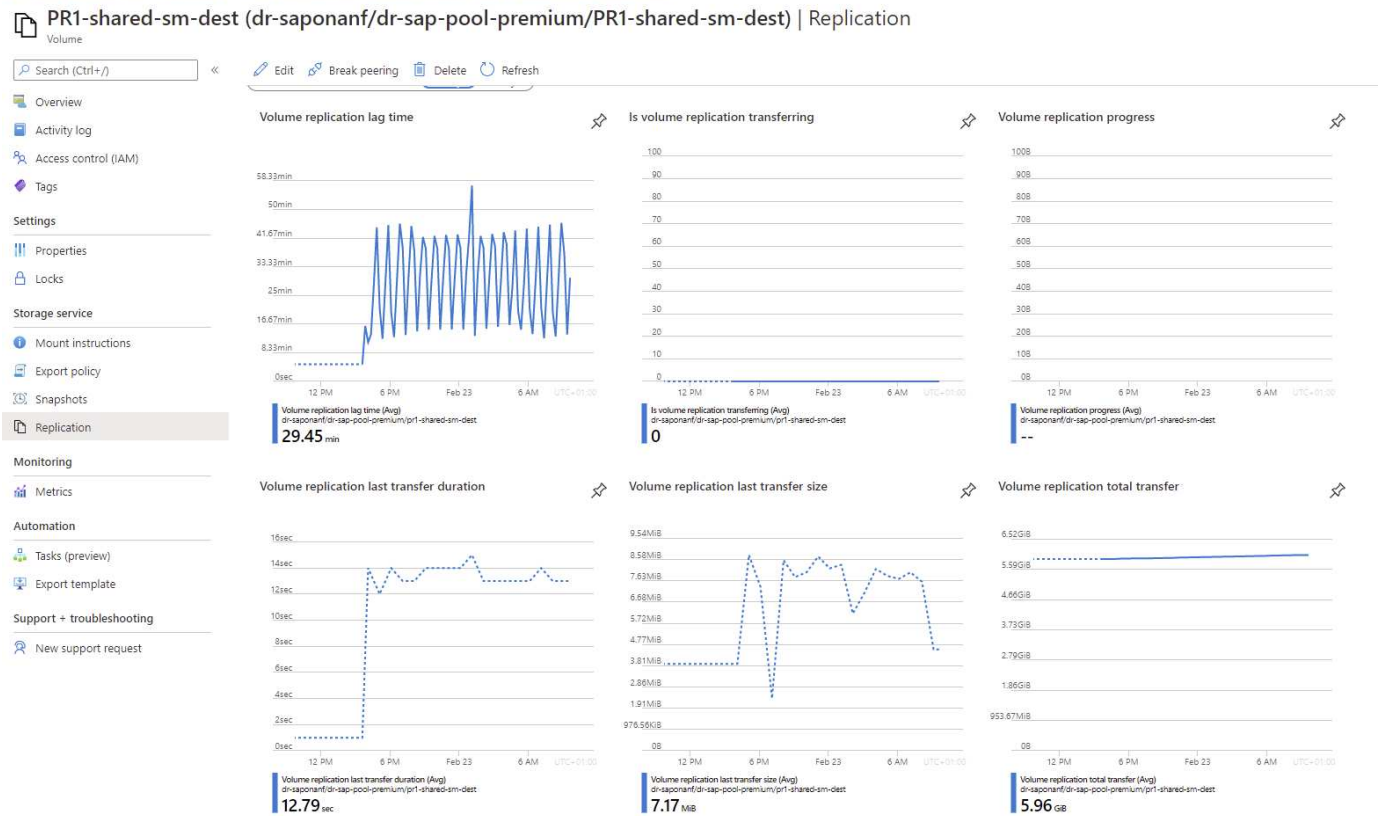 PR1-shared-sm-dest (dr-saponanf/dr-sap-pool-premium/PR1-shared-sm-dest) | Replication
Volume
Search (Ctrl+/)
«
Edit
Break peering
Delete
Refresh
Overview
Activity log
Access control (IAM)
Tags
Settings
Properties
Locks
Storage service
Mount instructions
Export policy
Snapshots
Replication
Monitoring
Metrics
Automation
Tasks (preview)
Export template
Support + troubleshooting
New support request
Volume replication lag time
58.33min
50min
41.67min
33.33min
25min
16.67min
8.33min
0sec
12 PM 6 PM Feb 23 6 AM UTC+01:00
Volume replication lag time (Avg)
dr-saponanf/dr-sap-pool-premium/pr1-shared-sm-dest
29.45 min
Is volume replication transferring
100
90
80
70
60
50
40
30
20
10
0
12 PM 6 PM Feb 23 6 AM UTC+01:00
Is volume replication transferring (Avg)
dr-saponanf/dr-sap-pool-premium/pr1-shared-sm-dest
0
Volume replication progress
100B
90B
80B
70B
60B
50B
40B
30B
20B
10B
0B
12 PM 6 PM Feb 23 6 AM UTC+01:00
Volume replication progress (Avg)
dr-saponanf/dr-sap-pool-premium/pr1-shared-sm-dest
--
Volume replication last transfer duration
16sec
14sec
12sec
10sec
8sec
6sec
4sec
2sec
0sec
12 PM 6 PM Feb 23 6 AM UTC+01:00
Volume replication last transfer duration (Avg)
dr-saponanf/dr-sap-pool-premium/pr1-shared-sm-dest
12.79 sec
Volume replication last transfer size
9.54MiB
8.58MiB
7.63MiB
6.68MiB
5.72MiB
4.77MiB
3.81MiB
2.86MiB
1.91MiB
976.56KiB
0B
12 PM 6 PM Feb 23 6 AM UTC+01:00
Volume replication last transfer size (Avg)
dr-saponanf/dr-sap-pool-premium/pr1-shared-sm-dest
7.17 MiB
Volume replication total transfer
6.52GiB
5.59GiB
4.66GiB
3.73GiB
2.79GiB
1.86GiB
953.67MiB
0B
12 PM 6 PM Feb 23 6 AM UTC+01:00
Volume replication total transfer (Avg)
dr-saponanf/dr-sap-pool-premium/pr1-shared-sm-dest
5.96 GiB